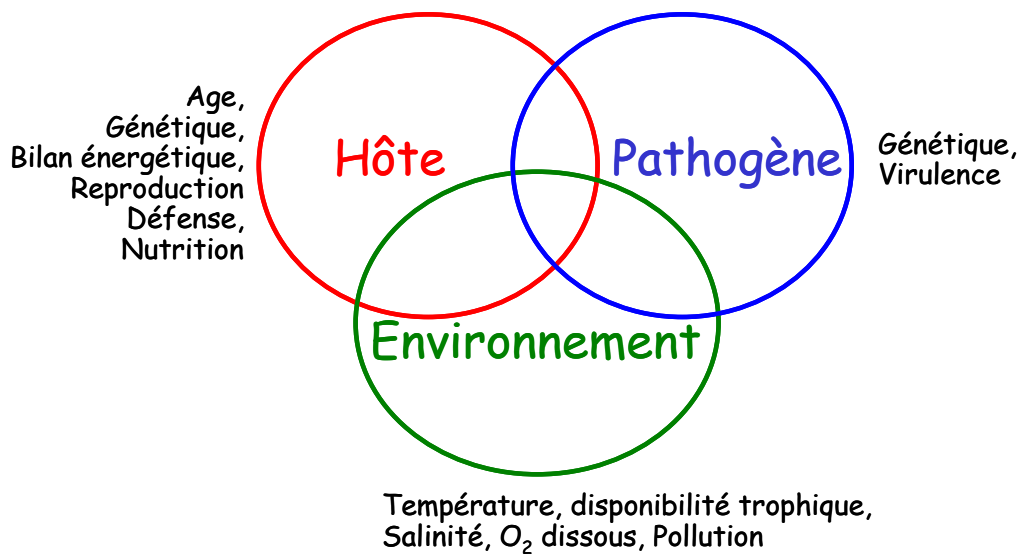 Age,
Génétique,
Bilan énergétique,
Reproduction
Défense,
Nutrition
Hôte
Pathogène
Génétique,
Virulence
Environnement
Température, disponibilité trophique,
Salinité, O₂ dissous, Pollution